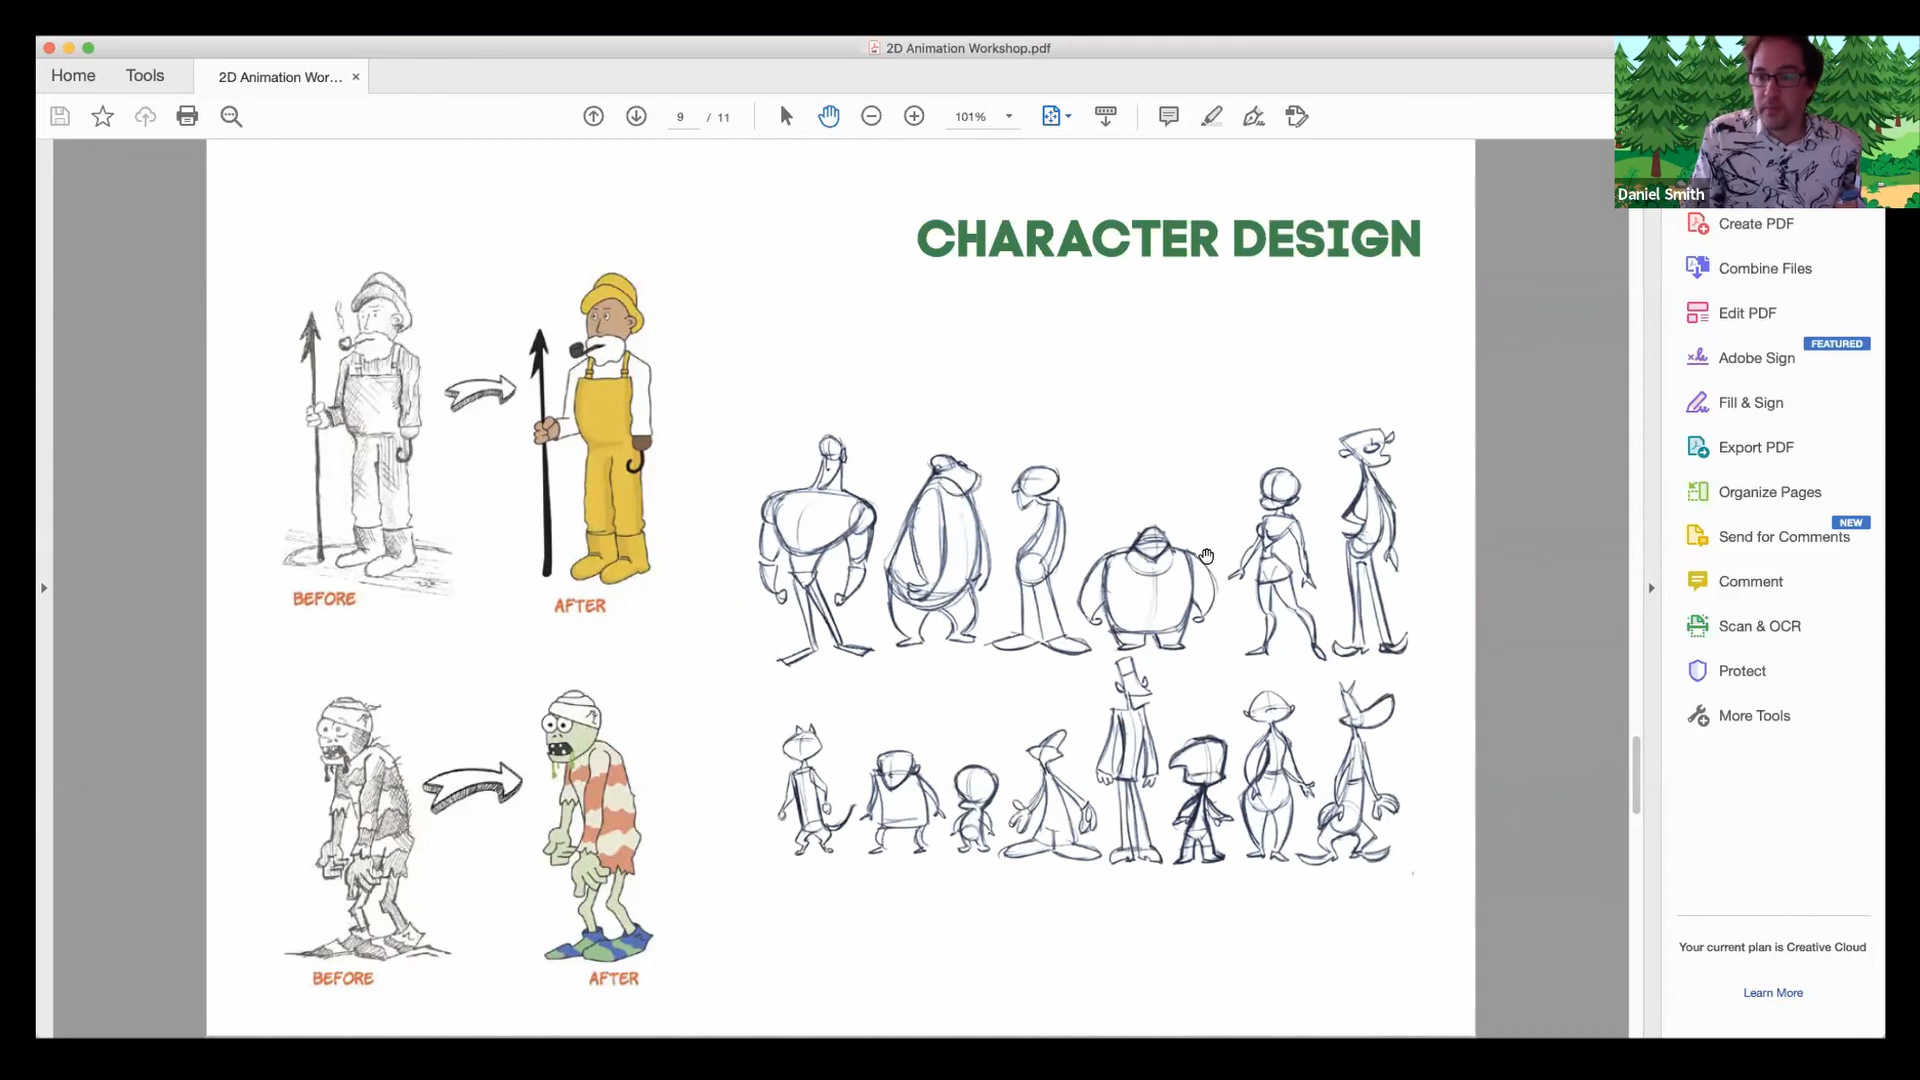 2D Animation Workshop.pdf
Home
Tools
2D Animation Wor...
9 / 11
101%
Daniel Smith
CHARACTER DESIGN
BEFORE
AFTER
BEFORE
AFTER
Create PDF
Combine Files
Edit PDF
FEATURED
Adobe Sign
Fill & Sign
Export PDF
Organize Pages
NEW
Send for Comments
Comment
Scan & OCR
Protect
More Tools
Your current plan is Creative Cloud
Learn More